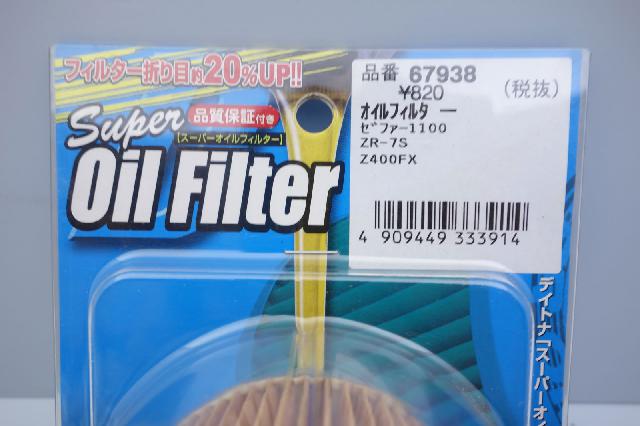 フィルター折り目約20%UP!!
Super 品質保証付き
【スーパーオイルフィルター】
Oil Filter
品番 67938
¥820 (税抜)
オイルフィルター
ゼファー1100
ZR-7S
Z400FX
4 909449 333914
デイトナ「スーパーオイ